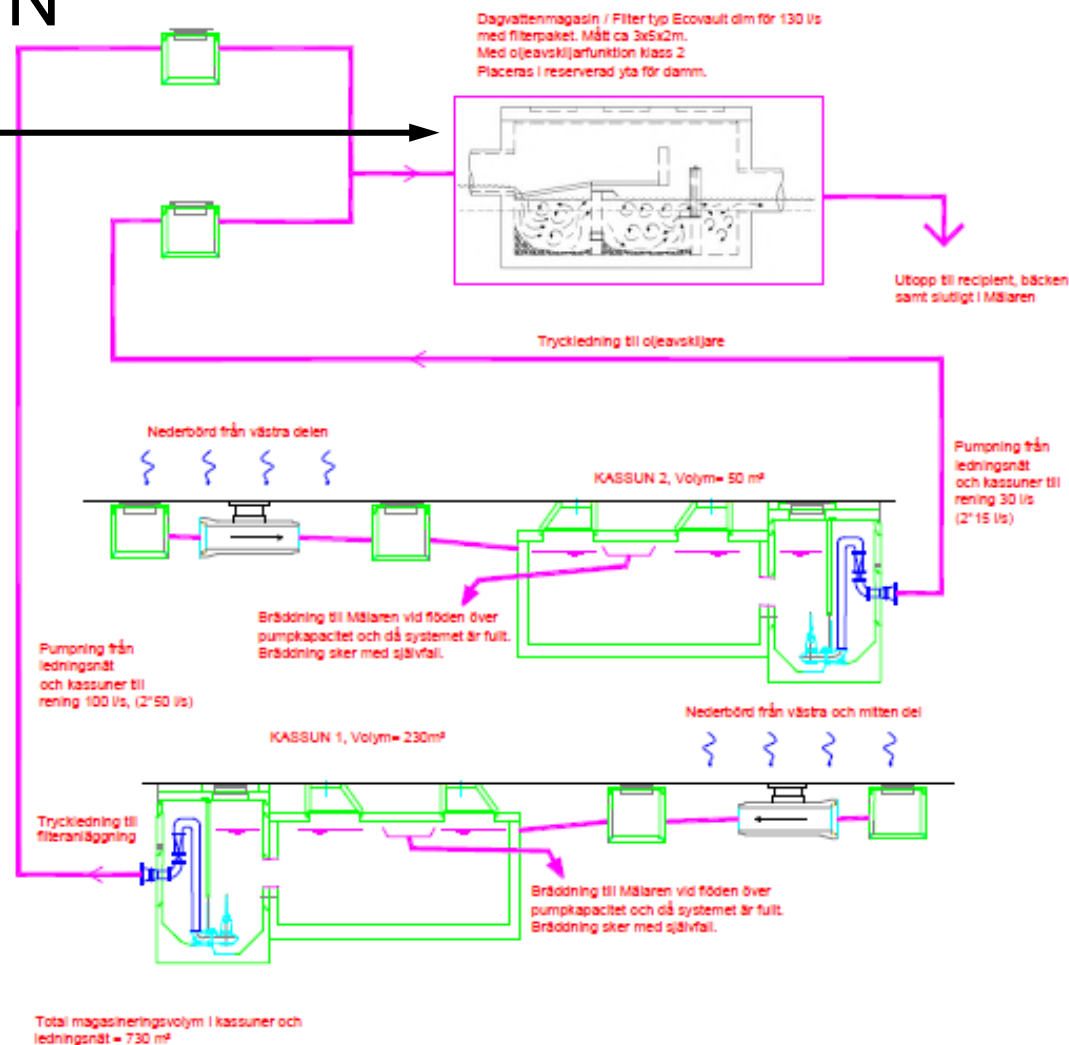 N
Dagvattenmagasin / Filter typ Ecovault dim för 130 l/s
med filterpaket. Mått ca 3x5x2m.
Med oljeavskiljarfunktion klass 2
Placeras i reserverad yta för damm.
Utlopp till recipient, bäcken
samt slutligt i Mälaren
Tryckledning till oljeavskiljare
Nederbörd från västra delen
KASSUN 2, Volym= 50 m³
Pumpning från
ledningsnät
och kassuner till
rening 30 l/s
(2*15 l/s)
Bräddning till Mälaren vid flöden över
pumpkapacitet och då systemet är fullt.
Bräddning sker med självfall.
Pumpning från
ledningsnät
och kassuner till
rening 100 l/s, (2*50 l/s)
Nederbörd från västra och mitten del
KASSUN 1, Volym= 230m³
Tryckledning till
filteranläggning
Bräddning till Mälaren vid flöden över
pumpkapacitet och då systemet är fullt.
Bräddning sker med självfall.
Total magasineringsvolym i kassuner och
ledningsnät = 730 m³